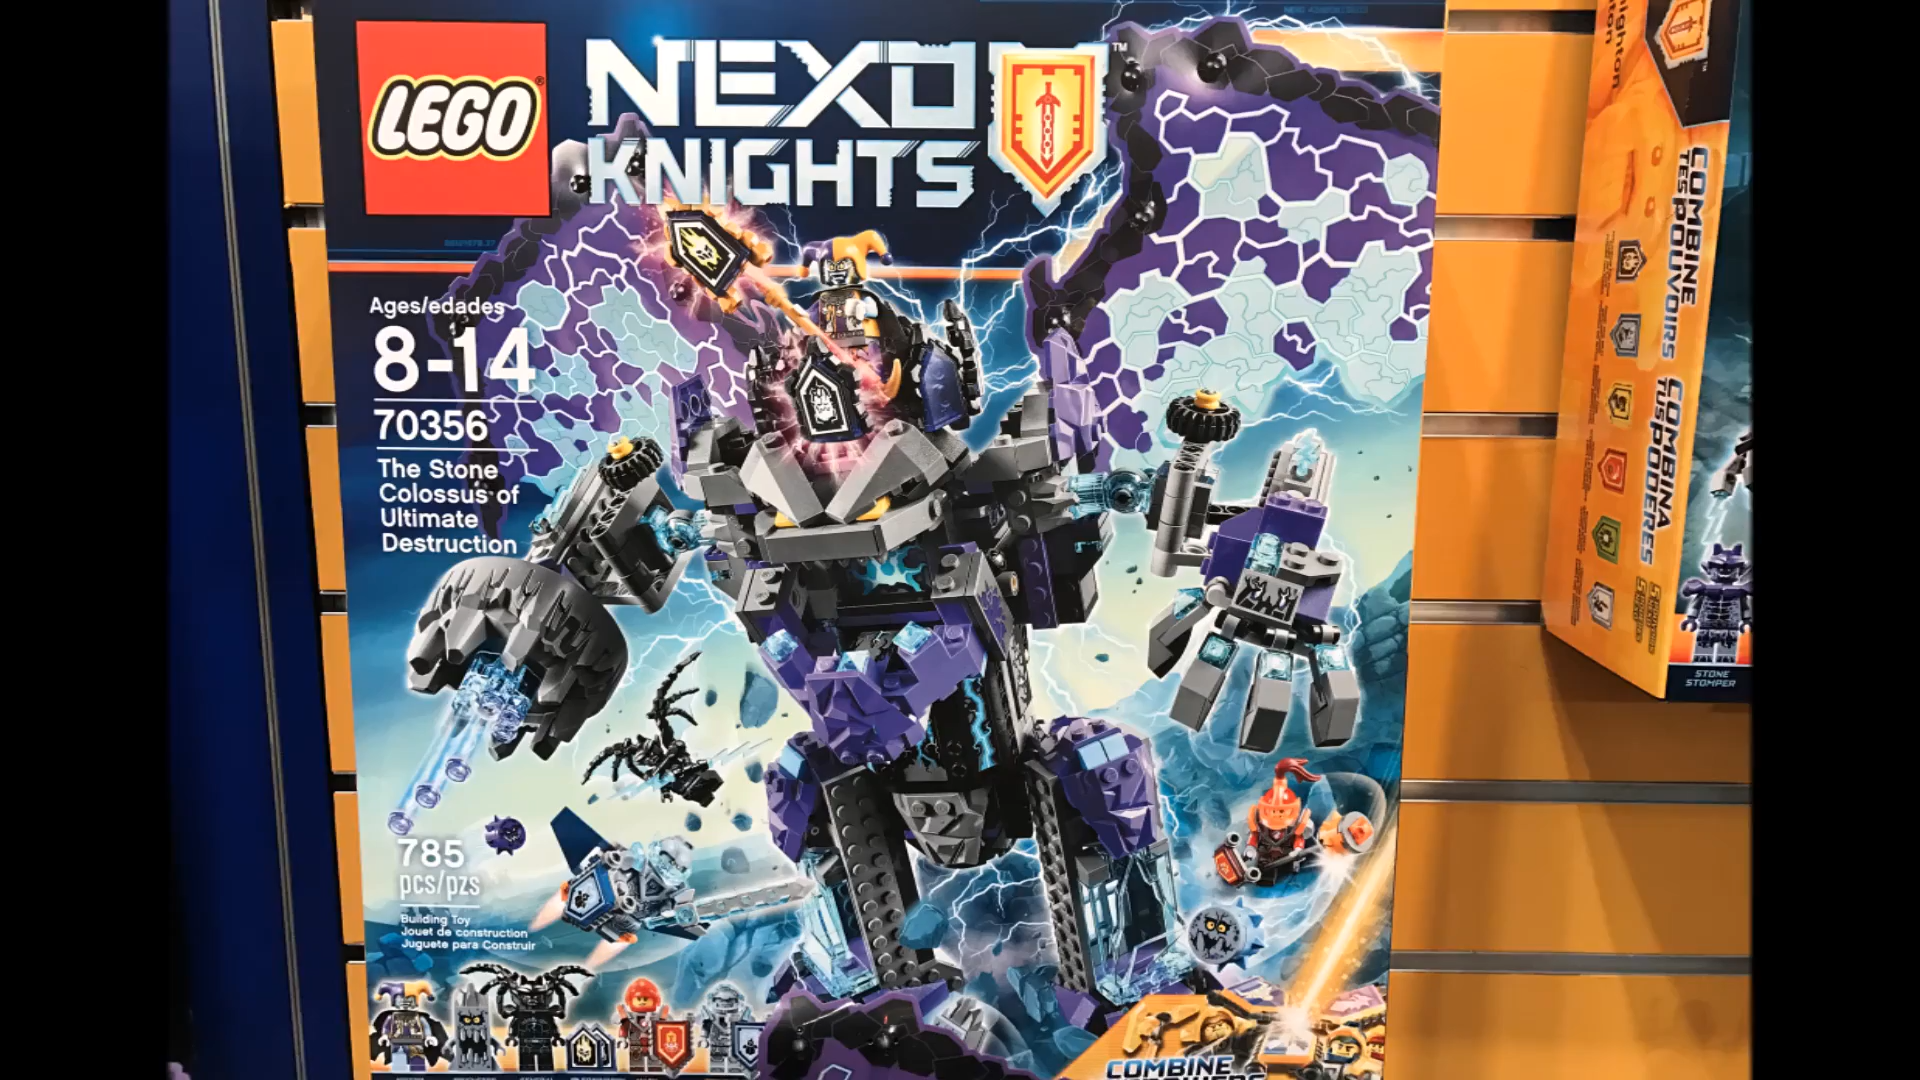 LEGO®
NEXO
KNIGHTS
™
Ages/edades
8-14
70356
The Stone
Colossus of
Ultimate
Destruction
785
pcs/pzs
Building Toy
Jouet de construction
Juguete para Construir
COMBINE
COMBINE
TES POUVOIRS
COMBINA
TUS PODERES
STONE
STOMPER